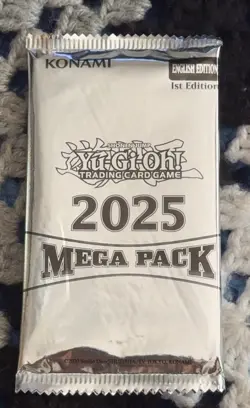 KONAMI
ENGLISH EDITION
1st Edition
Yu-Gi-Oh!
TRADING CARD GAME
2025
MEGA PACK